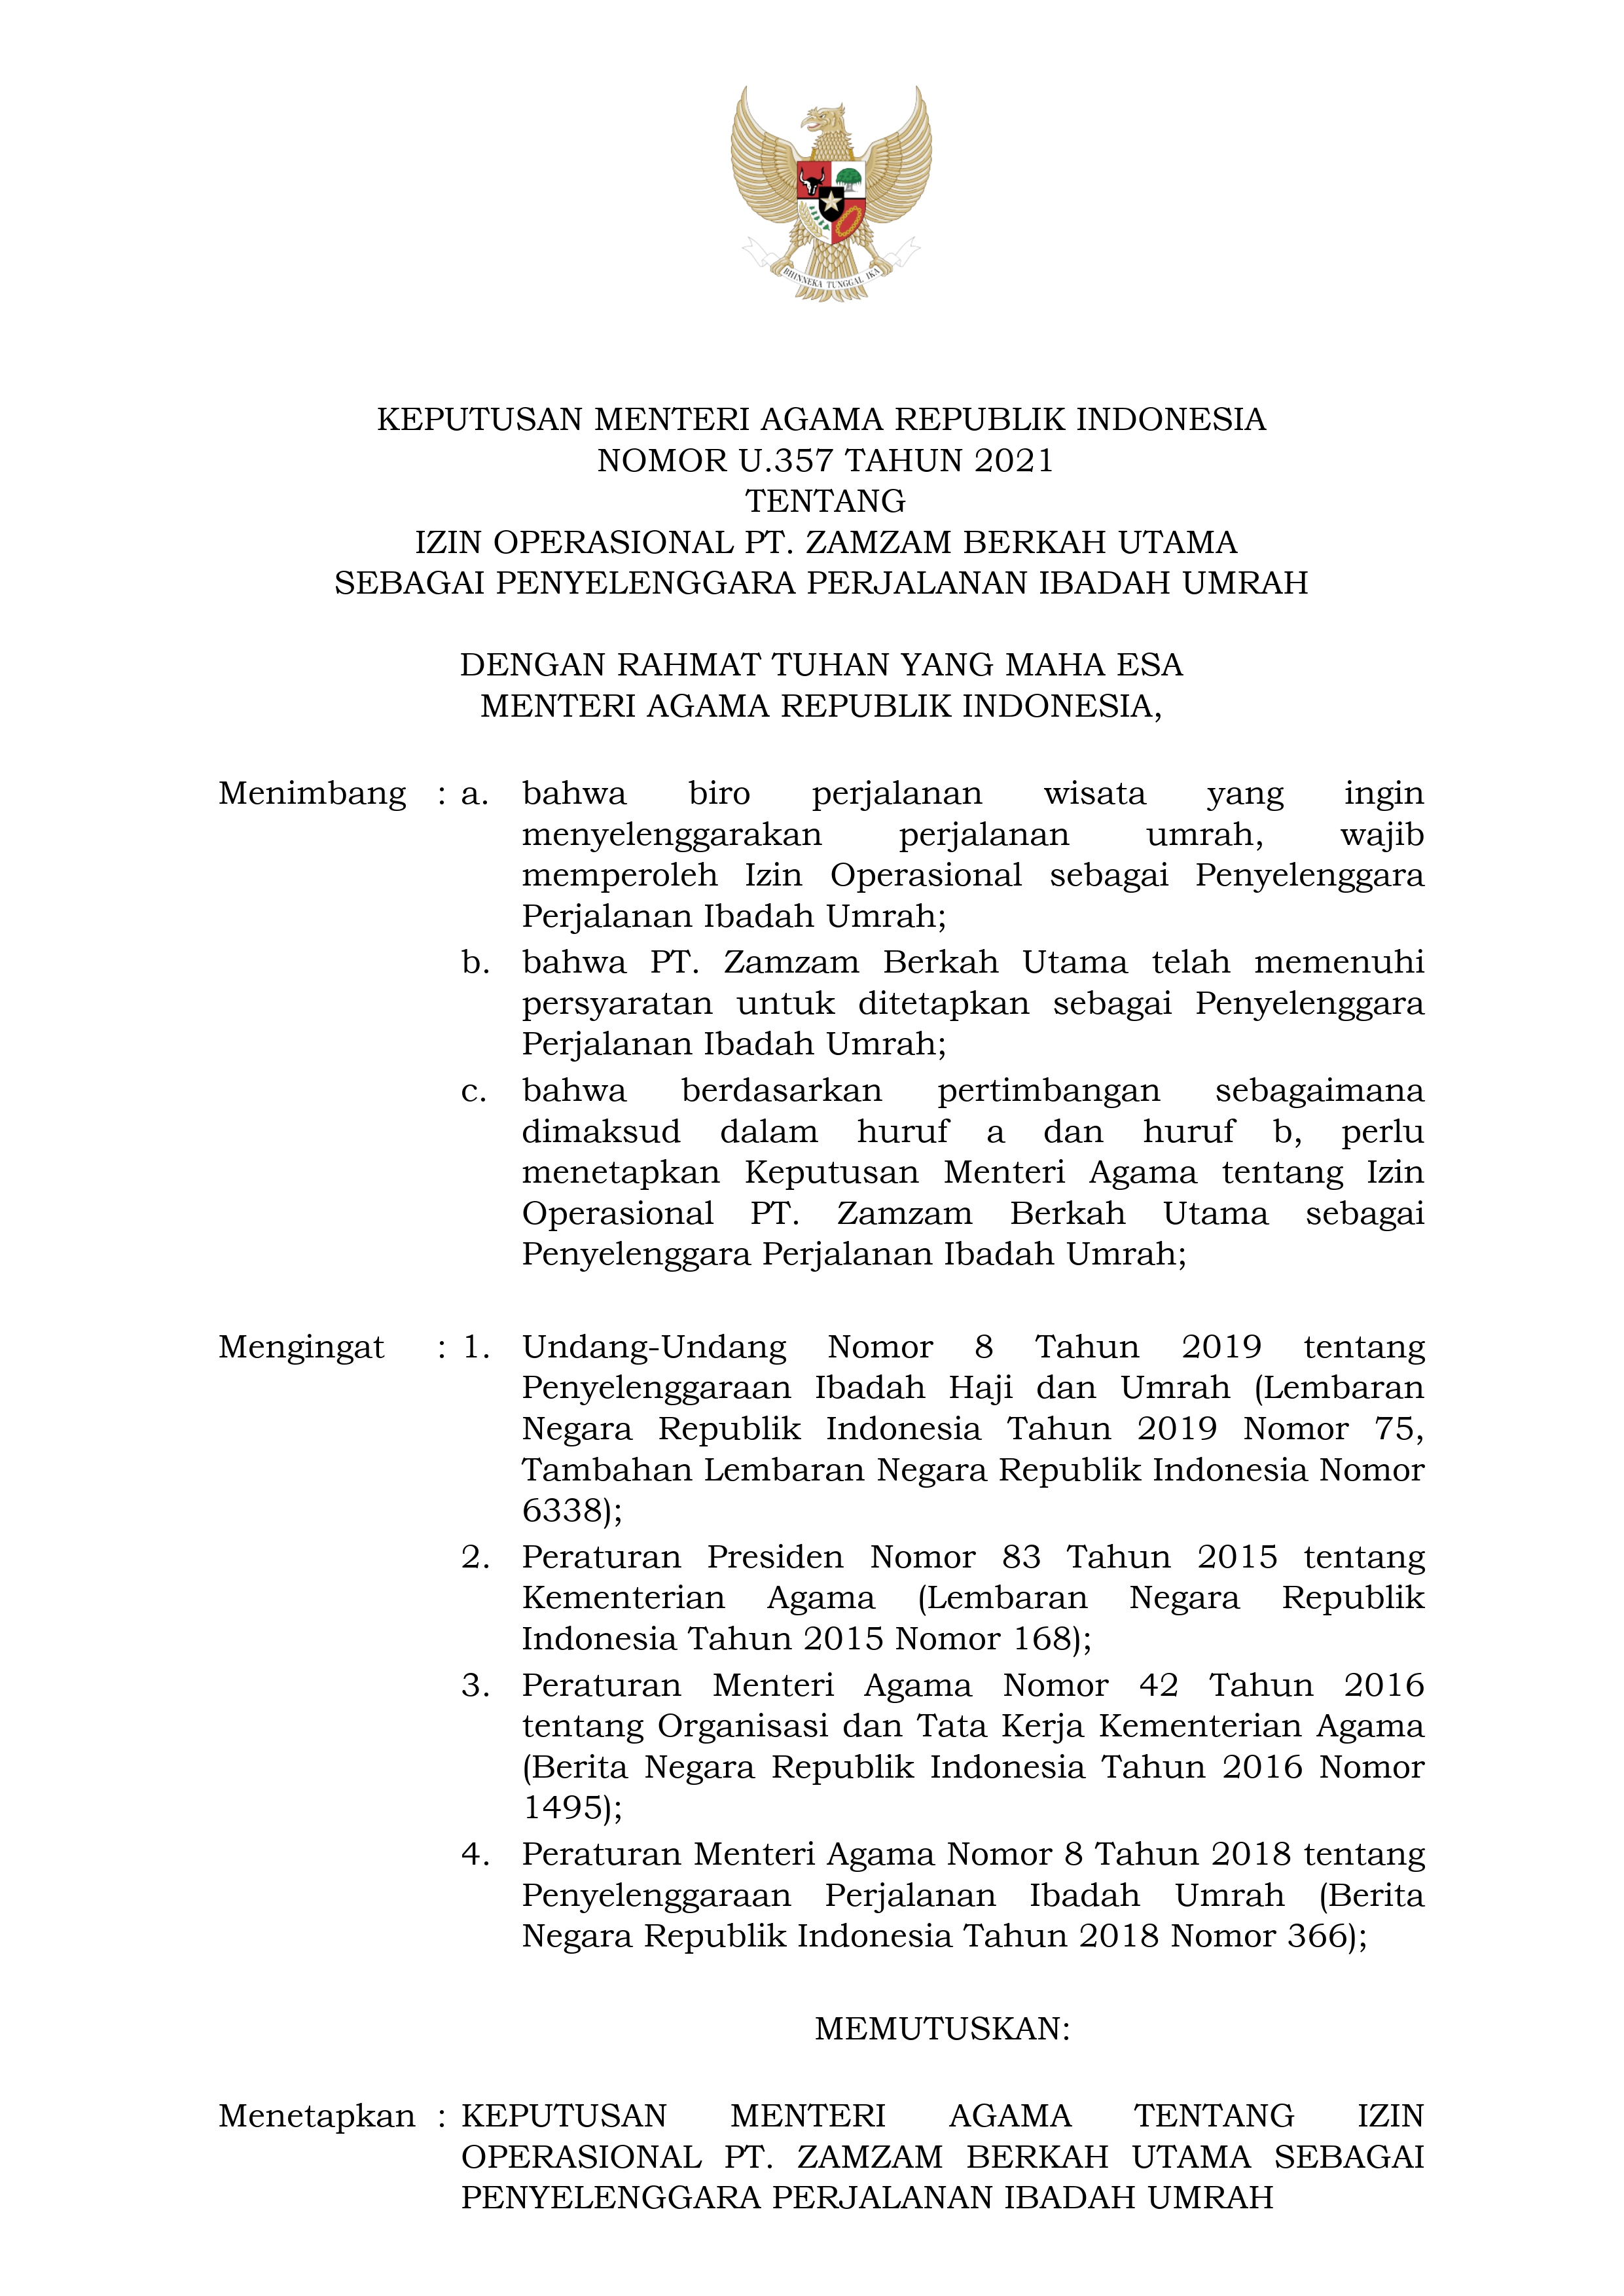 BHINNEKA TUNGGAL IKA
KEPUTUSAN MENTERI AGAMA REPUBLIK INDONESIA
NOMOR U.357 TAHUN 2021
TENTANG
IZIN OPERASIONAL PT. ZAMZAM BERKAH UTAMA
SEBAGAI PENYELENGGARA PERJALANAN IBADAH UMRAH
DENGAN RAHMAT TUHAN YANG MAHA ESA
MENTERI AGAMA REPUBLIK INDONESIA,
Menimbang : a. bahwa biro perjalanan wisata yang ingin
menyelenggarakan perjalanan umrah, wajib
memperoleh Izin Operasional sebagai Penyelenggara
Perjalanan Ibadah Umrah;
b. bahwa PT. Zamzam Berkah Utama telah memenuhi
persyaratan untuk ditetapkan sebagai Penyelenggara
Perjalanan Ibadah Umrah;
c. bahwa berdasarkan pertimbangan sebagaimana
dimaksud dalam huruf a dan huruf b, perlu
menetapkan Keputusan Menteri Agama tentang Izin
Operasional PT. Zamzam Berkah Utama sebagai
Penyelenggara Perjalanan Ibadah Umrah;
Mengingat : 1. Undang-Undang Nomor 8 Tahun 2019 tentang
Penyelenggaraan Ibadah Haji dan Umrah (Lembaran
Negara Republik Indonesia Tahun 2019 Nomor 75,
Tambahan Lembaran Negara Republik Indonesia Nomor
6338);
2. Peraturan Presiden Nomor 83 Tahun 2015 tentang
Kementerian Agama (Lembaran Negara Republik
Indonesia Tahun 2015 Nomor 168);
3. Peraturan Menteri Agama Nomor 42 Tahun 2016
tentang Organisasi dan Tata Kerja Kementerian Agama
(Berita Negara Republik Indonesia Tahun 2016 Nomor
1495);
4. Peraturan Menteri Agama Nomor 8 Tahun 2018 tentang
Penyelenggaraan Perjalanan Ibadah Umrah (Berita
Negara Republik Indonesia Tahun 2018 Nomor 366);
MEMUTUSKAN:
Menetapkan : KEPUTUSAN MENTERI AGAMA TENTANG IZIN
OPERASIONAL PT. ZAMZAM BERKAH UTAMA SEBAGAI
PENYELENGGARA PERJALANAN IBADAH UMRAH